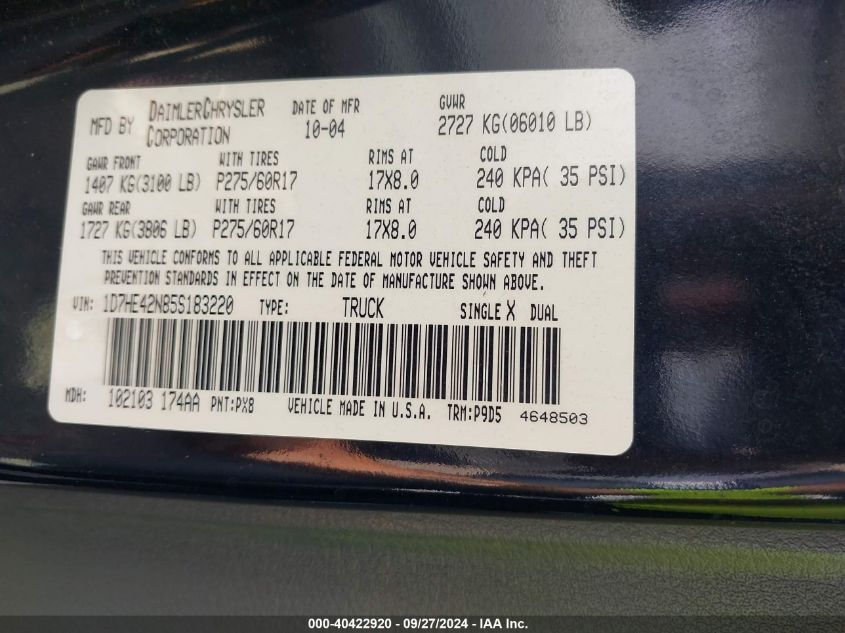 MFD BY DAIMLERCHRYSLER CORPORATION DATE OF MFR 10-04 GVWR 2727 KG(06010 LB)
GAWR FRONT WITH TIRES RIMS AT COLD
1407 KG(3100 LB) P275/60R17 17X8.0 240 KPA( 35 PSI)
GAWR REAR WITH TIRES RIMS AT COLD
1727 KG(3806 LB) P275/60R17 17X8.0 240 KPA( 35 PSI)
THIS VEHICLE CONFORMS TO ALL APPLICABLE FEDERAL MOTOR VEHICLE SAFETY AND THEFT
PREVENTION STANDARDS IN EFFECT ON THE DATE OF MANUFACTURE SHOWN ABOVE.
VIN: 1D7HE42N85S183220 TYPE: TRUCK SINGLE X DUAL
MDH: 102103 174AA PNT:PX8 VEHICLE MADE IN U.S.A. TRM:P9D5 4648503
000-40422920 - 09/27/2024 - IAA Inc.